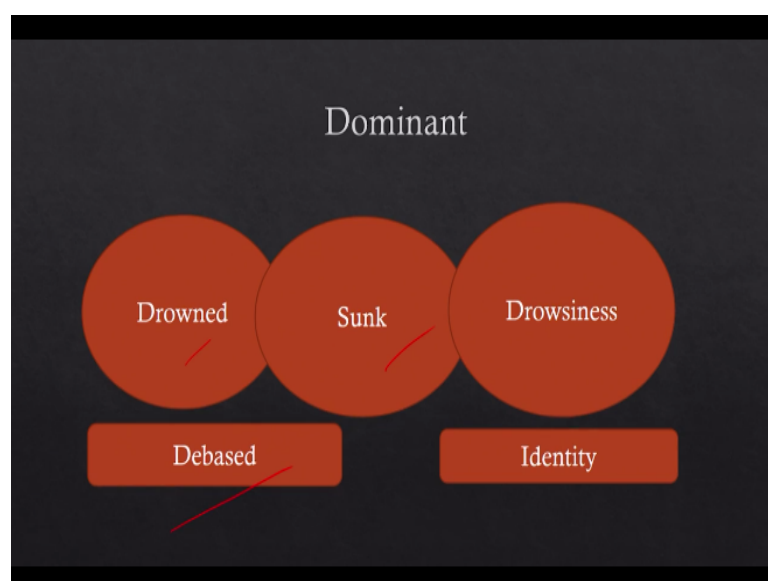 Dominant
Drowned
Sunk
Drowsiness
Debased
Identity